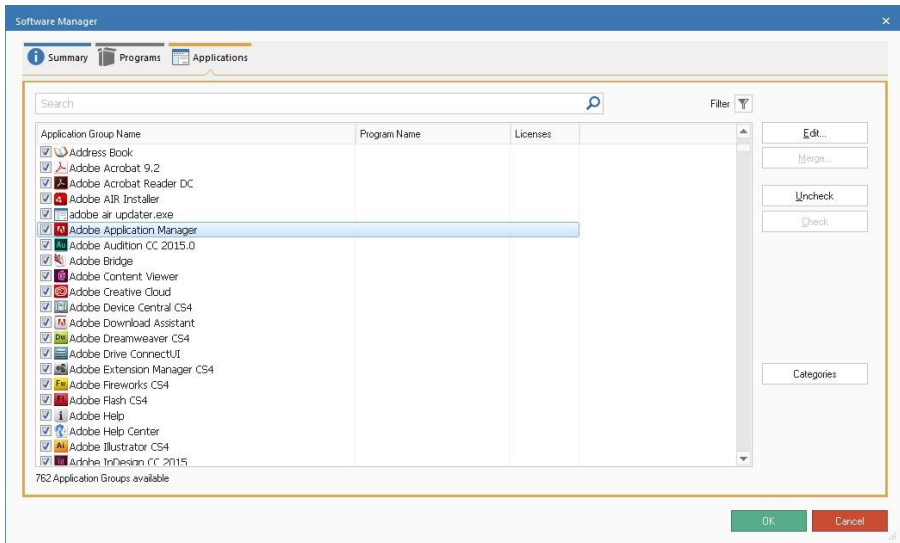 Software Manager
Summary Programs Applications
Search Filter
Application Group Name Program Name Licenses
Address Book
Adobe Acrobat 9.2
Adobe Acrobat Reader DC
Adobe AIR Installer
adobe air updater.exe
Adobe Application Manager
Adobe Audition CC 2015.0
Adobe Bridge
Adobe Content Viewer
Adobe Creative Cloud
Adobe Device Central CS4
Adobe Download Assistant
Adobe Dreamweaver CS4
Adobe Drive ConnectUI
Adobe Extension Manager CS4
Adobe Fireworks CS4
Adobe Flash CS4
Adobe Help
Adobe Help Center
Adobe Illustrator CS4
Adobe InDesign CC 2015
762 Application Groups available
Edit...
Merge...
Uncheck
Check
Categories
OK Cancel